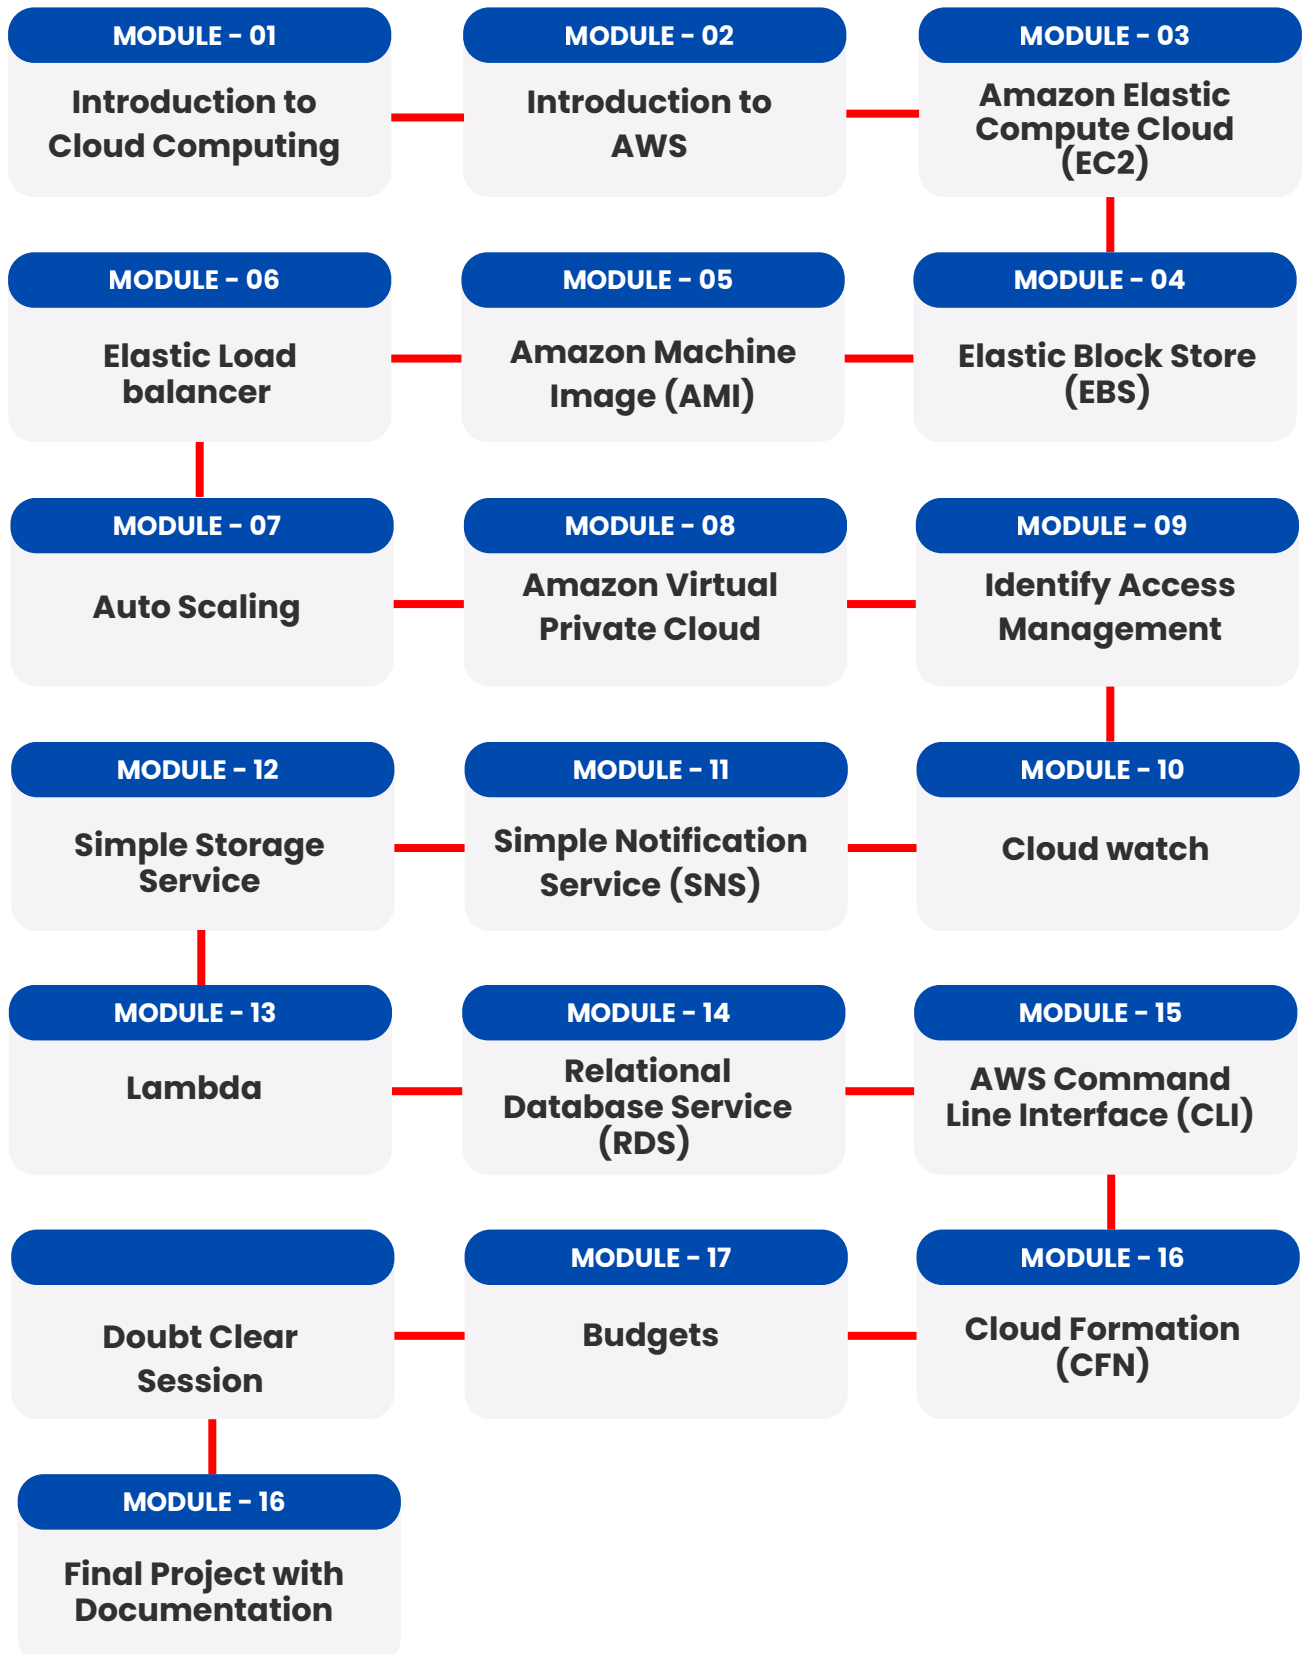 MODULE - 01
Introduction to
Cloud Computing
MODULE - 02
Introduction to
AWS
MODULE - 03
Amazon Elastic
Compute Cloud
(EC2)
MODULE - 06
Elastic Load
balancer
MODULE - 05
Amazon Machine
Image (AMI)
MODULE - 04
Elastic Block Store
(EBS)
MODULE - 07
Auto Scaling
MODULE - 08
Amazon Virtual
Private Cloud
MODULE - 09
Identify Access
Management
MODULE - 12
Simple Storage
Service
MODULE - 11
Simple Notification
Service (SNS)
MODULE - 10
Cloud watch
MODULE - 13
Lambda
MODULE - 14
Relational
Database Service
(RDS)
MODULE - 15
AWS Command
Line Interface (CLI)
Doubt Clear
Session
MODULE - 17
Budgets
MODULE - 16
Cloud Formation
(CFN)
MODULE - 16
Final Project with
Documentation